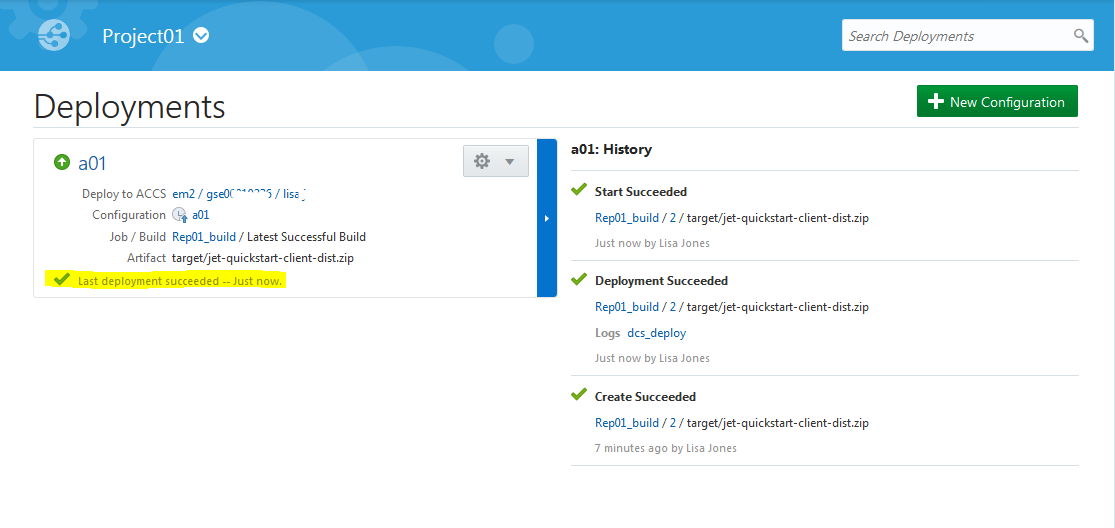 Project01
Search Deployments
Deployments
New Configuration
a01
Deploy to ACCS em2 / / lisa
Configuration a01
Job / Build Rep01_build / Latest Successful Build
Artifact target/jet-quickstart-client-dist.zip
Last deployment succeeded -- Just now.
a01: History
Start Succeeded
Rep01_build / 2 / target/jet-quickstart-client-dist.zip
Just now by Lisa Jones
Deployment Succeeded
Rep01_build / 2 / target/jet-quickstart-client-dist.zip
Logs dcs_deploy
Just now by Lisa Jones
Create Succeeded
Rep01_build / 2 / target/jet-quickstart-client-dist.zip
7 minutes ago by Lisa Jones